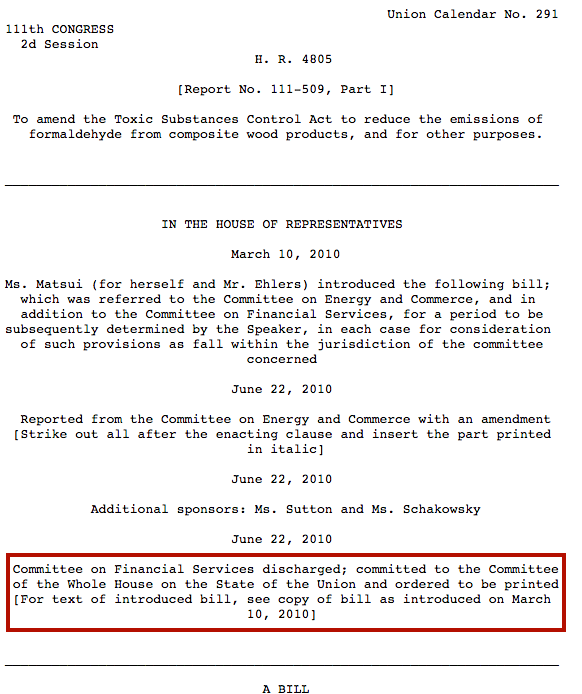 Union Calendar No. 291
111th CONGRESS
2d Session
H. R. 4805
[Report No. 111-509, Part I]
To amend the Toxic Substances Control Act to reduce the emissions of
formaldehyde from composite wood products, and for other purposes.
IN THE HOUSE OF REPRESENTATIVES
March 10, 2010
Ms. Matsui (for herself and Mr. Ehlers) introduced the following bill;
which was referred to the Committee on Energy and Commerce, and in
addition to the Committee on Financial Services, for a period to be
subsequently determined by the Speaker, in each case for consideration
of such provisions as fall within the jurisdiction of the committee
concerned
June 22, 2010
Reported from the Committee on Energy and Commerce with an amendment
[Strike out all after the enacting clause and insert the part printed
in italic]
June 22, 2010
Additional sponsors: Ms. Sutton and Ms. Schakowsky
June 22, 2010
Committee on Financial Services discharged; committed to the Committee
of the Whole House on the State of the Union and ordered to be printed
[For text of introduced bill, see copy of bill as introduced on March
10, 2010]
A BILL